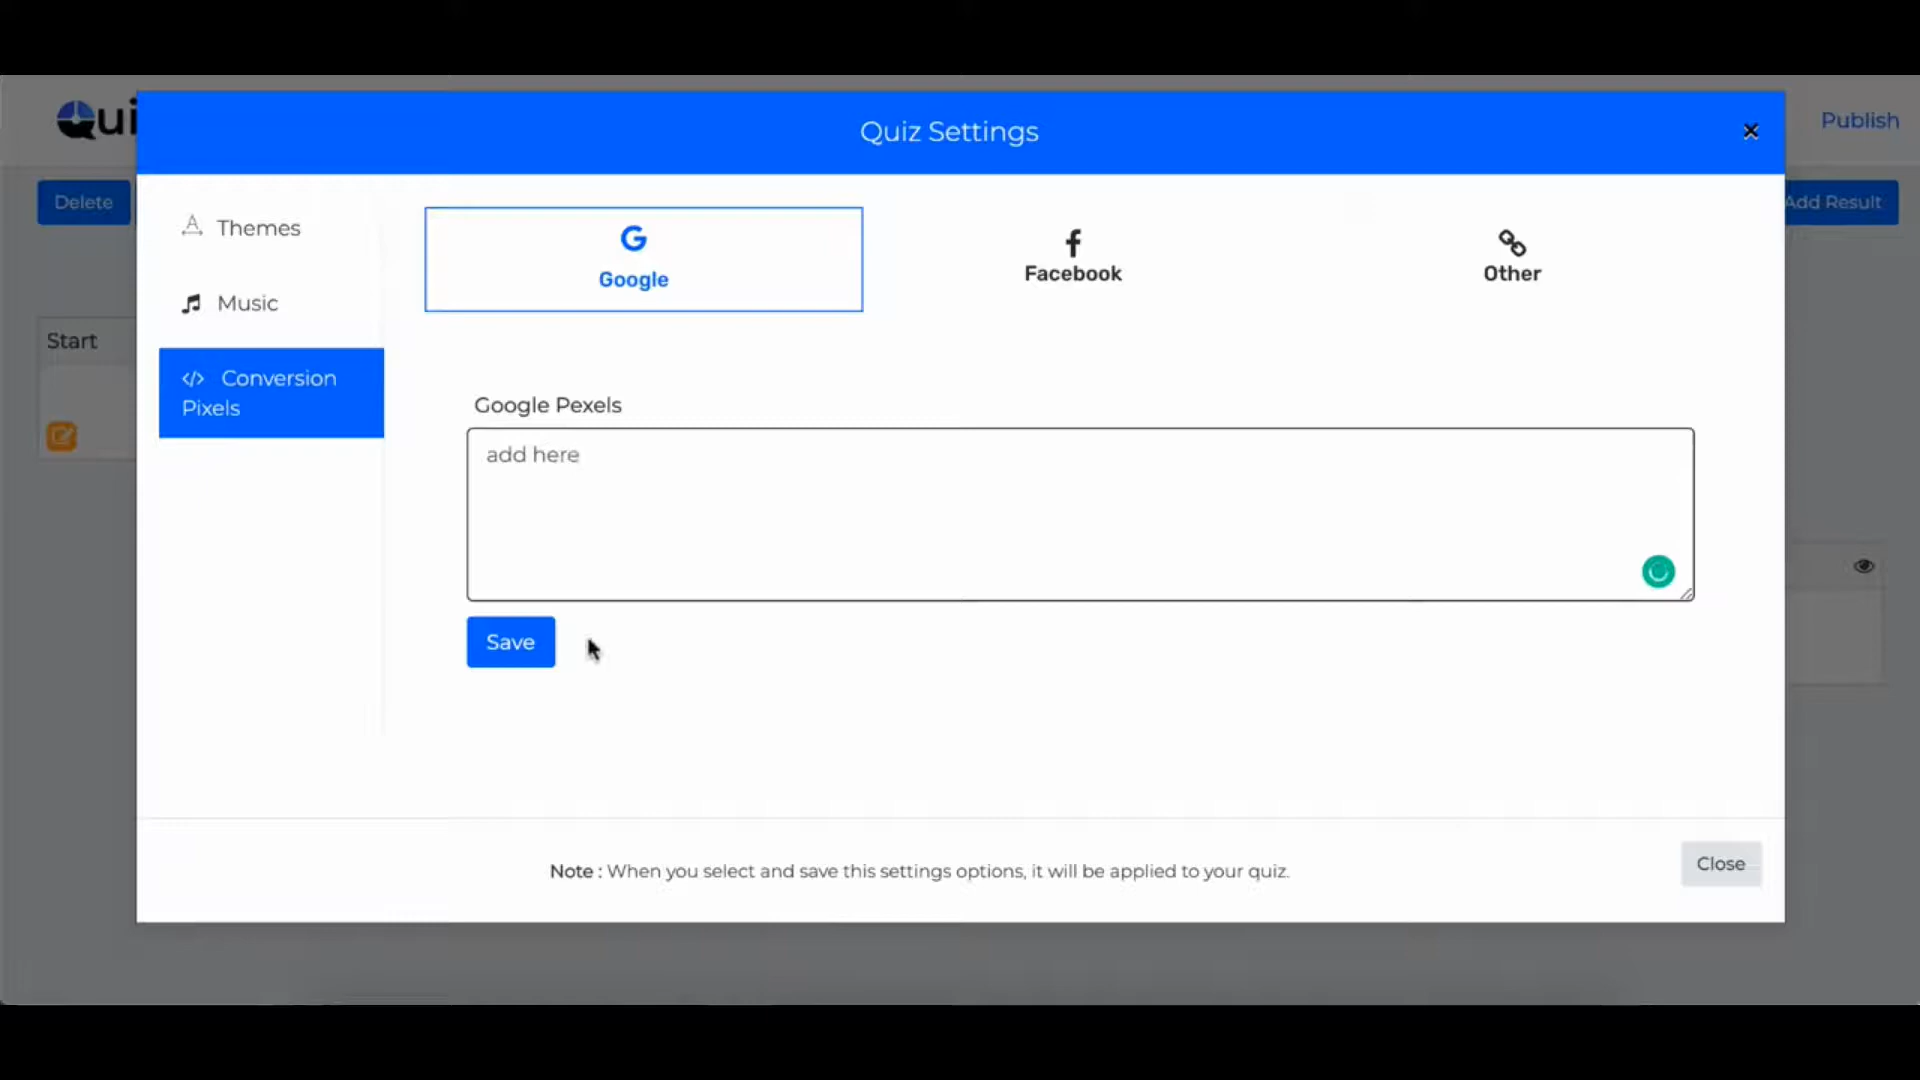 Qui
Quiz Settings
Publish
Delete
Add Result
Themes
Music
Conversion
Pixels
Google
Facebook
Other
Start
Google Pexels
add here
Save
Note : When you select and save this settings options, it will be applied to your quiz.
Close